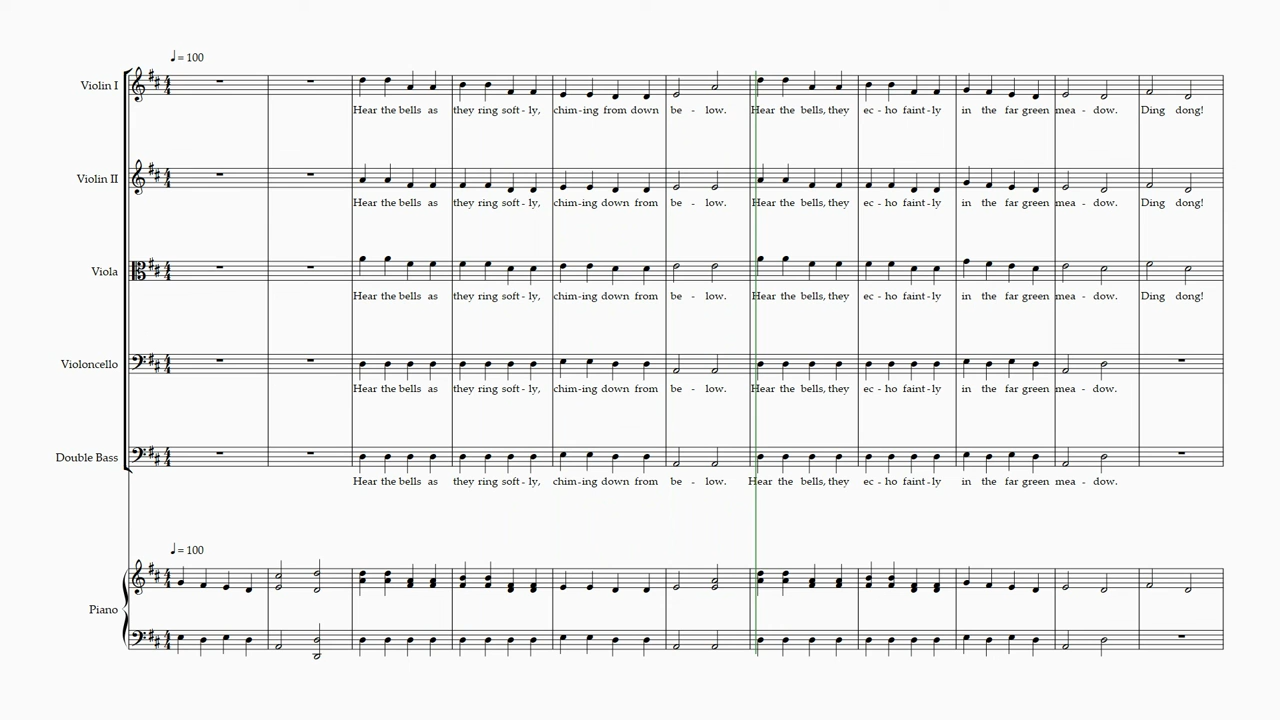 ♩= 100
Violin I
Hear the bells as they ring soft - ly, chim - ing from down be - low. Hear the bells, they ec - ho faint - ly in the far green mea - dow. Ding dong!
Violin II
Hear the bells as they ring soft - ly, chim - ing down from be - low. Hear the bells, they ec - ho faint - ly in the far green mea - dow. Ding dong!
Viola
Hear the bells as they ring soft - ly, chim - ing down from be - low. Hear the bells, they ec - ho faint - ly in the far green mea - dow. Ding dong!
Violoncello
Hear the bells as they ring soft - ly, chim - ing down from be - low. Hear the bells, they ec - ho faint - ly in the far green mea - dow.
Double Bass
Hear the bells as they ring soft - ly, chim - ing down from be - low. Hear the bells, they ec - ho faint - ly in the far green mea - dow.
♩= 100
Piano